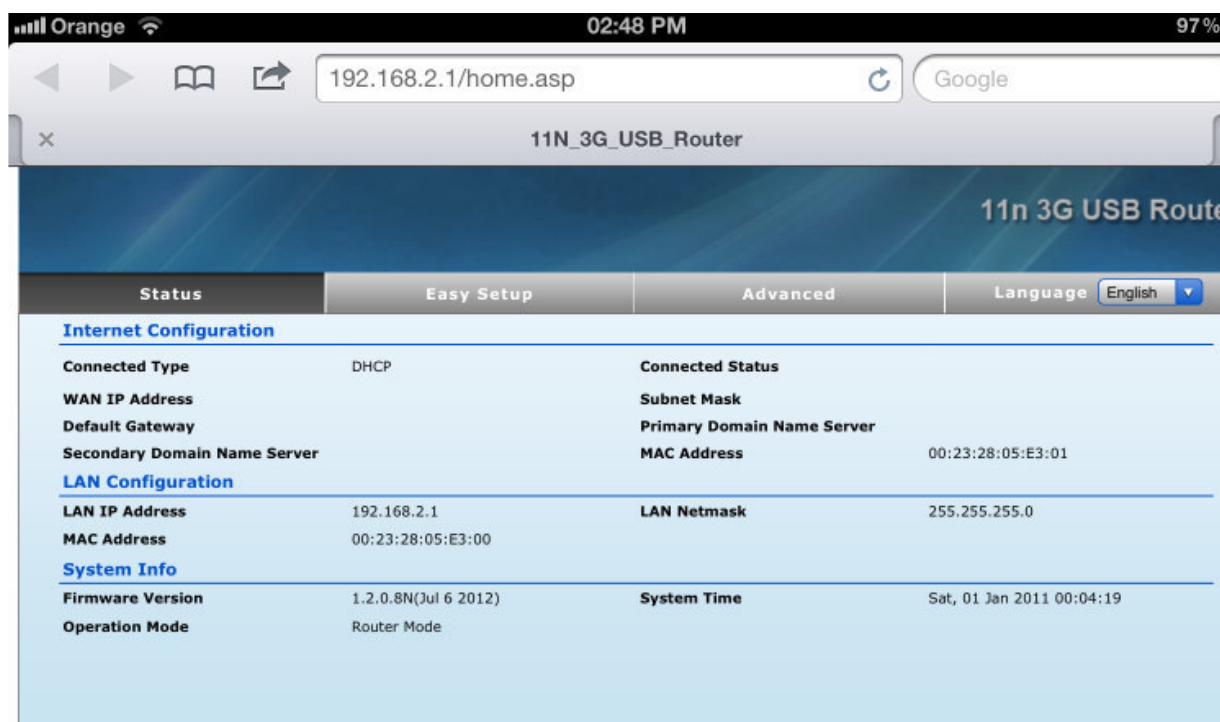 Orange 02:48 PM 97%
192.168.2.1/home.asp Google
11N_3G_USB_Router
11n 3G USB Route
Status Easy Setup Advanced Language English
Internet Configuration
Connected Type DHCP Connected Status
WAN IP Address Subnet Mask
Default Gateway Primary Domain Name Server
Secondary Domain Name Server MAC Address 00:23:28:05:E3:01
LAN Configuration
LAN IP Address 192.168.2.1 LAN Netmask 255.255.255.0
MAC Address 00:23:28:05:E3:00
System Info
Firmware Version 1.2.0.8N(Jul 6 2012) System Time Sat, 01 Jan 2011 00:04:19
Operation Mode Router Mode